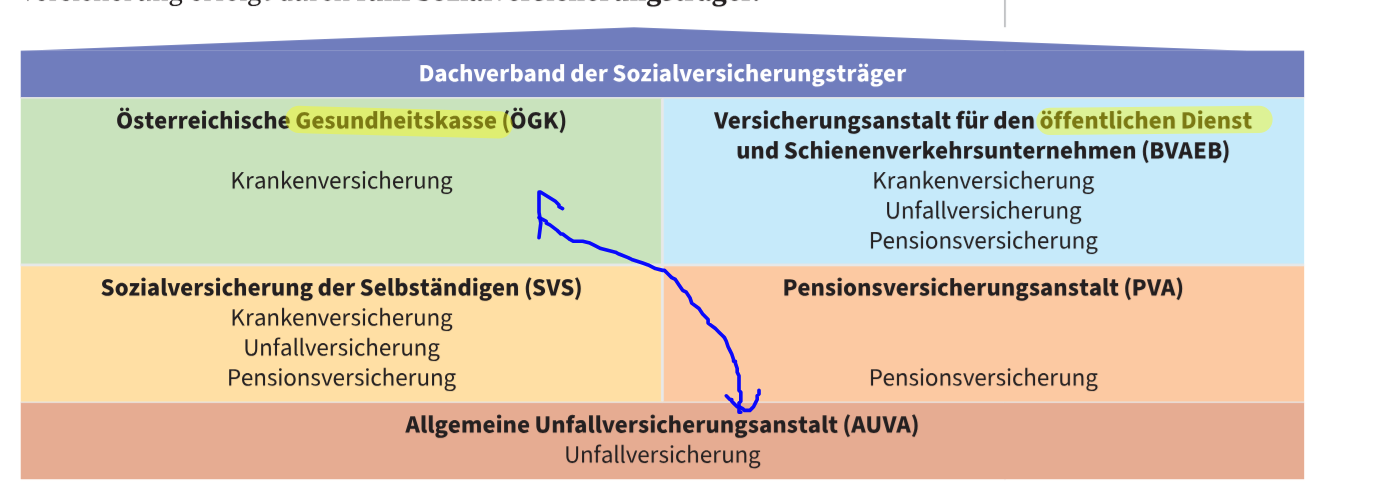 Dachverband der Sozialversicherungsträger
Österreichische Gesundheitskasse (ÖGK)
Krankenversicherung
Versicherungsanstalt für den öffentlichen Dienst
und Schienenverkehrsunternehmen (BVAEB)
Krankenversicherung
Unfallversicherung
Pensionsversicherung
Sozialversicherung der Selbständigen (SVS)
Krankenversicherung
Unfallversicherung
Pensionsversicherung
Pensionsversicherungsanstalt (PVA)
Pensionsversicherung
Allgemeine Unfallversicherungsanstalt (AUVA)
Unfallversicherung